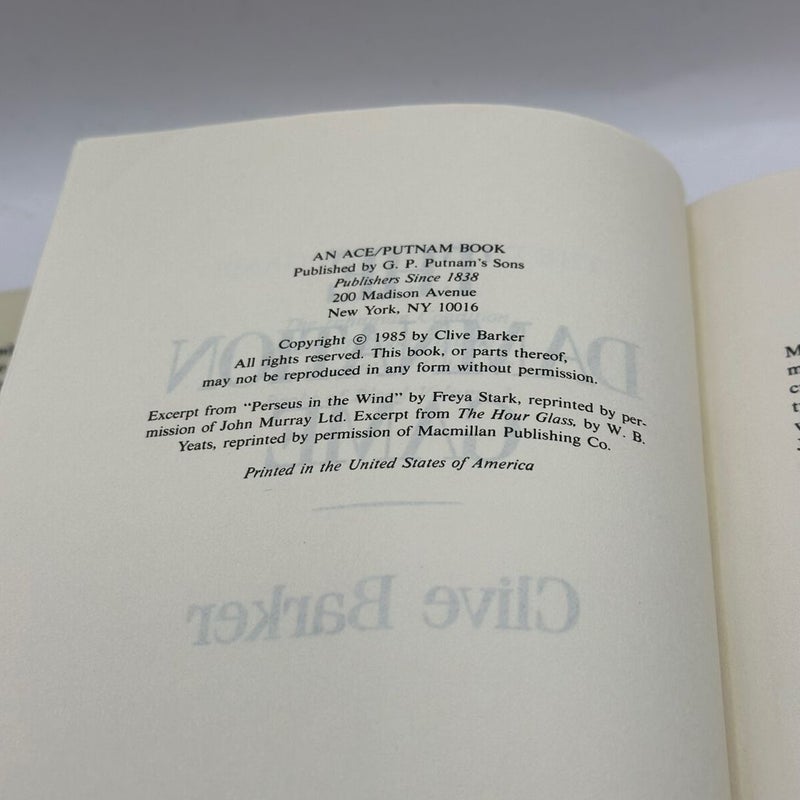 AN ACE/PUTNAM BOOK
Published by G. P. Putnam's Sons
Publishers Since 1838
200 Madison Avenue
New York, NY 10016
Copyright © 1985 by Clive Barker
All rights reserved. This book, or parts thereof,
may not be reproduced in any form without permission.
Excerpt from "Perseus in the Wind" by Freya Stark, reprinted by per-
mission of John Murray Ltd. Excerpt from The Hour Glass, by W. B.
Yeats, reprinted by permission of Macmillan Publishing Co.
Printed in the United States of America
Clive Barker